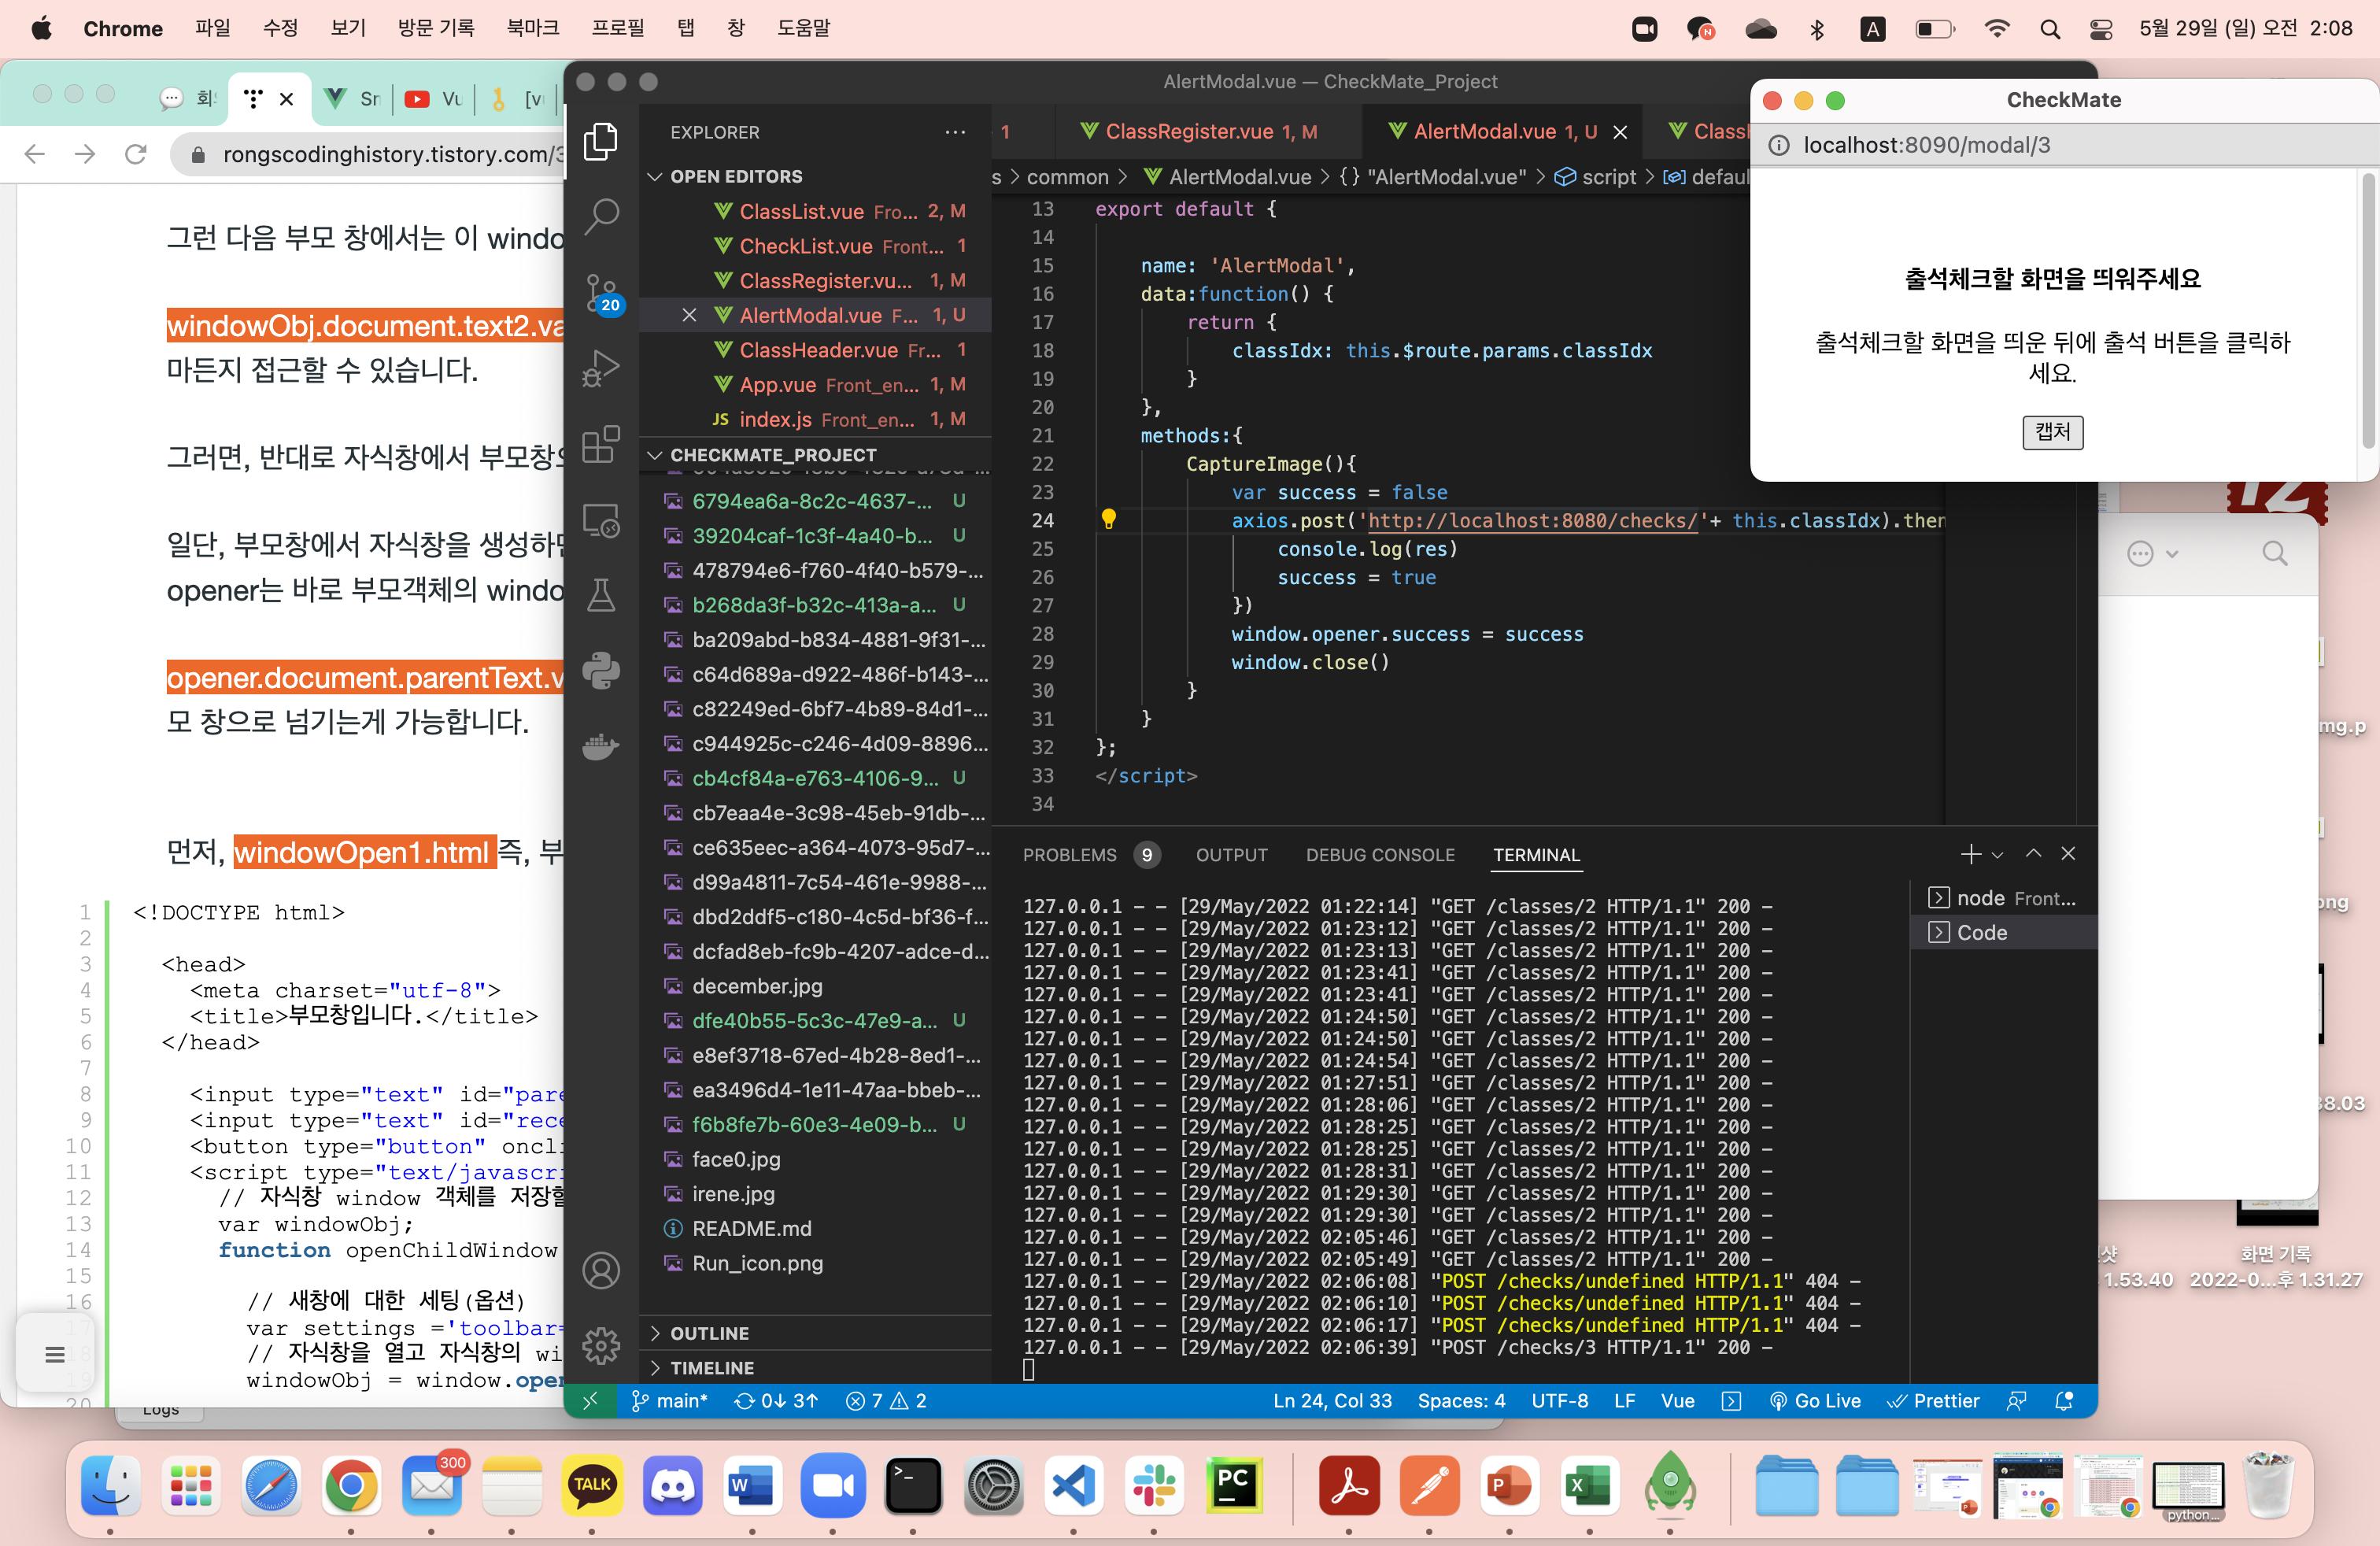 Chrome 파일 수정 보기 방문 기록 북마크 프로필 탭 창 도움말
N A 5월 29일 (일) 오전 2:08
회 Sn Vu [v
rongscodinghistory.tistory.com/3
그런 다음 부모 창에서는 이 windo
windowObj.document.text2.va
마든지 접근할 수 있습니다.
그러면, 반대로 자식창에서 부모창
일단, 부모창에서 자식창을 생성하
opener는 바로 부모객체의 windo
opener.document.parentText.v
모 창으로 넘기는게 가능합니다.
먼저, windowOpen1.html 즉, 부
1 <!DOCTYPE html>
2
3 <head>
4 <meta charset="utf-8">
5 <title>부모창입니다.</title>
6 </head>
7
8 <input type="text" id="pare
9 <input type="text" id="rece
10 <button type="button" oncli
11 <script type="text/javascri
12 // 자식창 window 객체를 저장할
13 var windowObj;
14 function openChildWindow
15
16 // 새창에 대한 세팅(옵션)
17 var settings ='toolbar=
18 // 자식창을 열고 자식창의 wi
19 windowObj = window.open
20
Logs
AlertModal.vue — CheckMate_Project
EXPLORER
OPEN EDITORS
ClassList.vue Fro... 2, M
CheckList.vue Front... 1
ClassRegister.vu... 1, M
AlertModal.vue F... 1, U
ClassHeader.vue Fr... 1
App.vue Front_en... 1, M
JS index.js Front_en... 1, M
20
CHECKMATE_PROJECT
6794ea6a-8c2c-4637-... U
39204caf-1c3f-4a40-b... U
478794e6-f760-4f40-b579-...
b268da3f-b32c-413a-a... U
ba209abd-b834-4881-9f31-...
c64d689a-d922-486f-b143-...
c82249ed-6bf7-4b89-84d1-...
c944925c-c246-4d09-8896...
cb4cf84a-e763-4106-9... U
cb7eaa4e-3c98-45eb-91db-...
ce635eec-a364-4073-95d7-...
d99a4811-7c54-461e-9988-...
dbd2ddf5-c180-4c5d-bf36-f...
dcfad8eb-fc9b-4207-adce-d...
december.jpg
dfe40b55-5c3c-47e9-a... U
e8ef3718-67ed-4b28-8ed1-...
ea3496d4-1e11-47aa-bbeb-...
f6b8fe7b-60e3-4e09-b... U
face0.jpg
irene.jpg
README.md
Run_icon.png
OUTLINE
TIMELINE
1 ClassRegister.vue 1, M AlertModal.vue 1, U Class
s > common > AlertModal.vue > {} "AlertModal.vue" > script > defaul
13 export default {
14
15 name: 'AlertModal',
16 data:function() {
17 return {
18 classIdx: this.$route.params.classIdx
19 }
20 },
21 methods:{
22 CaptureImage(){
23 var success = false
24 axios.post('http://localhost:8080/checks/'+ this.classIdx).then
25 console.log(res)
26 success = true
27 })
28 window.opener.success = success
29 window.close()
30 }
31 }
32 };
33 </script>
34
PROBLEMS 9 OUTPUT DEBUG CONSOLE TERMINAL
127.0.0.1 - - [29/May/2022 01:22:14] "GET /classes/2 HTTP/1.1" 200 -
127.0.0.1 - - [29/May/2022 01:23:12] "GET /classes/2 HTTP/1.1" 200 -
127.0.0.1 - - [29/May/2022 01:23:13] "GET /classes/2 HTTP/1.1" 200 -
127.0.0.1 - - [29/May/2022 01:23:41] "GET /classes/2 HTTP/1.1" 200 -
127.0.0.1 - - [29/May/2022 01:23:41] "GET /classes/2 HTTP/1.1" 200 -
127.0.0.1 - - [29/May/2022 01:24:50] "GET /classes/2 HTTP/1.1" 200 -
127.0.0.1 - - [29/May/2022 01:24:50] "GET /classes/2 HTTP/1.1" 200 -
127.0.0.1 - - [29/May/2022 01:24:54] "GET /classes/2 HTTP/1.1" 200 -
127.0.0.1 - - [29/May/2022 01:27:51] "GET /classes/2 HTTP/1.1" 200 -
127.0.0.1 - - [29/May/2022 01:28:06] "GET /classes/2 HTTP/1.1" 200 -
127.0.0.1 - - [29/May/2022 01:28:25] "GET /classes/2 HTTP/1.1" 200 -
127.0.0.1 - - [29/May/2022 01:28:25] "GET /classes/2 HTTP/1.1" 200 -
127.0.0.1 - - [29/May/2022 01:28:31] "GET /classes/2 HTTP/1.1" 200 -
127.0.0.1 - - [29/May/2022 01:29:30] "GET /classes/2 HTTP/1.1" 200 -
127.0.0.1 - - [29/May/2022 01:29:30] "GET /classes/2 HTTP/1.1" 200 -
127.0.0.1 - - [29/May/2022 02:05:46] "GET /classes/2 HTTP/1.1" 200 -
127.0.0.1 - - [29/May/2022 02:05:49] "GET /classes/2 HTTP/1.1" 200 -
127.0.0.1 - - [29/May/2022 02:06:08] "POST /checks/undefined HTTP/1.1" 404 -
127.0.0.1 - - [29/May/2022 02:06:10] "POST /checks/undefined HTTP/1.1" 404 -
127.0.0.1 - - [29/May/2022 02:06:17] "POST /checks/undefined HTTP/1.1" 404 -
127.0.0.1 - - [29/May/2022 02:06:39] "POST /checks/3 HTTP/1.1" 200 -
node Front...
Code
main* 0↓ 3↑ 7 2 Ln 24, Col 33 Spaces: 4 UTF-8 LF Vue Go Live Prettier
CheckMate
localhost:8090/modal/3
출석체크할 화면을 띄워주세요
출석체크할 화면을 띄운 뒤에 출석 버튼을 클릭하
세요.
캡처
12
mg.p
png
38.03
샷
1.53.40
화면 기록
2022-0...후 1.31.27
300
TALK
W
PC
P
X
python...